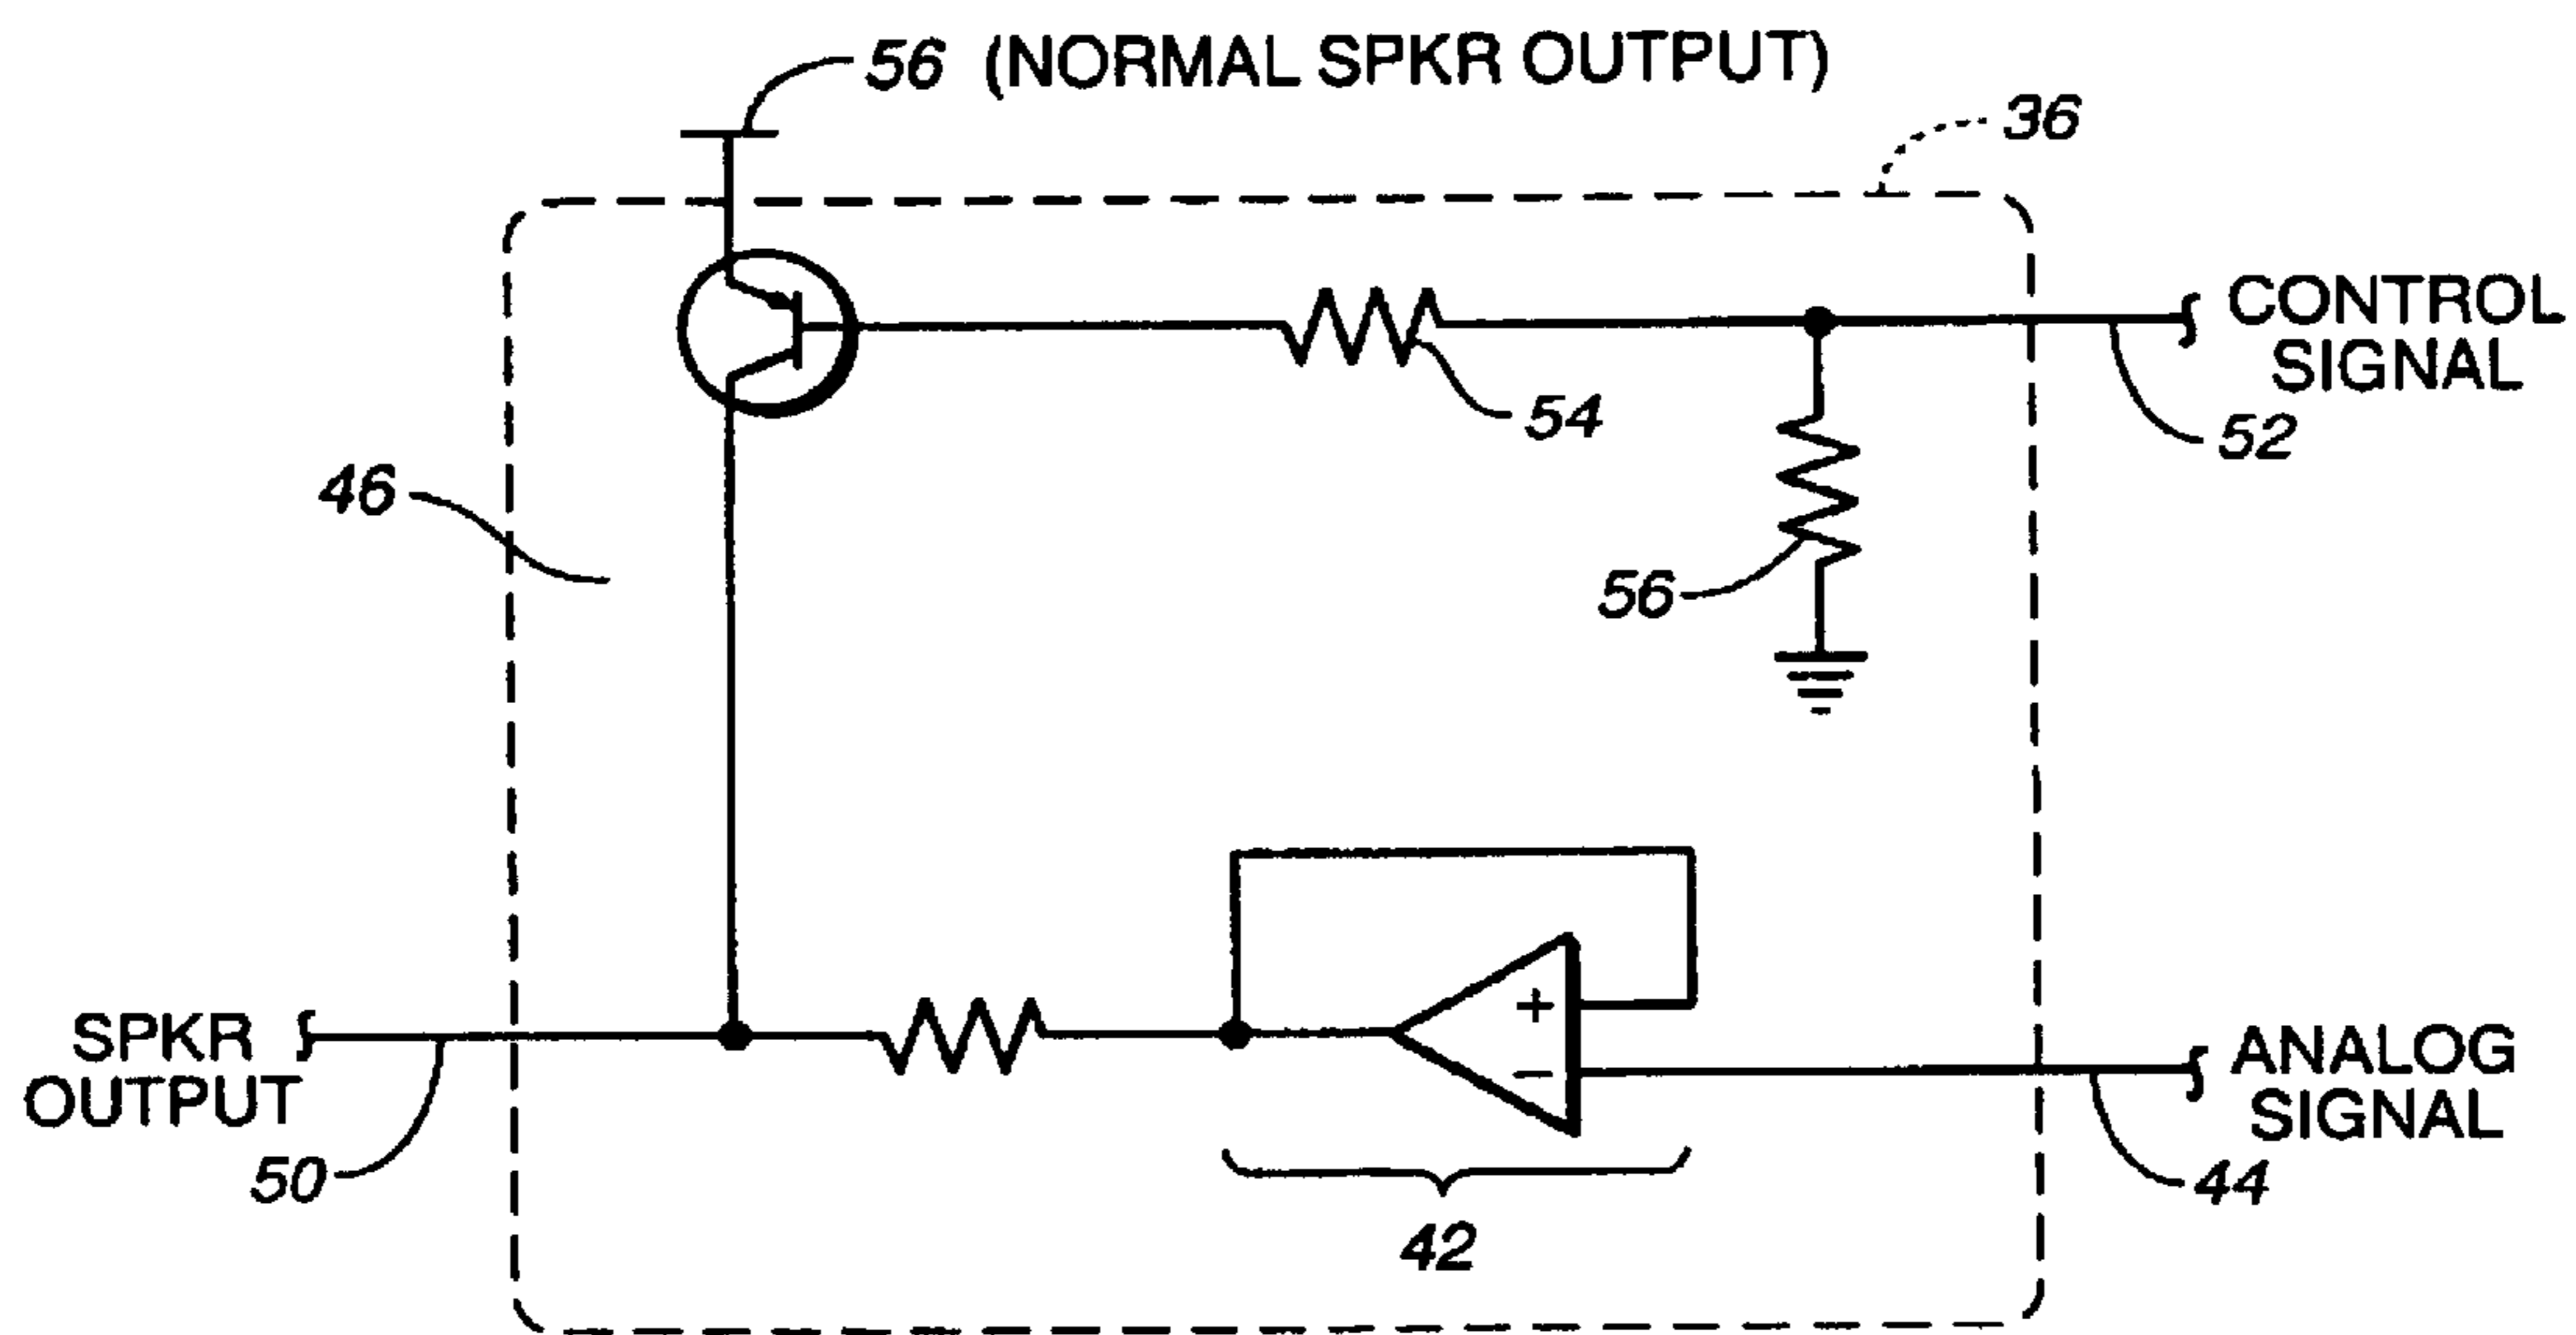 56 (NORMAL SPKR OUTPUT)
36
CONTROL
SIGNAL
52
54
46
56
+
−
SPKR
OUTPUT
50
ANALOG
SIGNAL
44
42